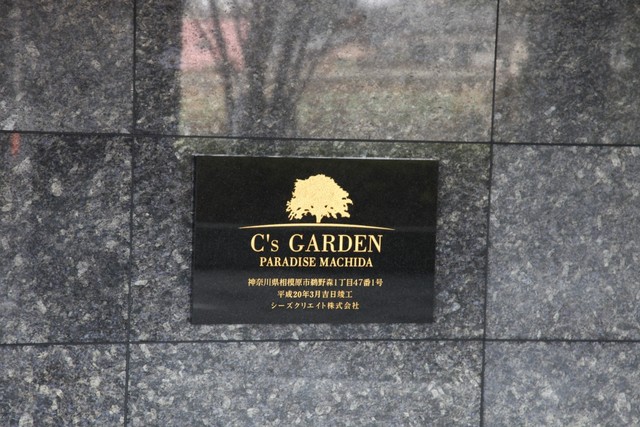 C's GARDEN
PARADISE MACHIDA
神奈川県相模原市鵜野森1丁目47番1号
平成20年3月吉日竣工
シーズクリエイト株式会社